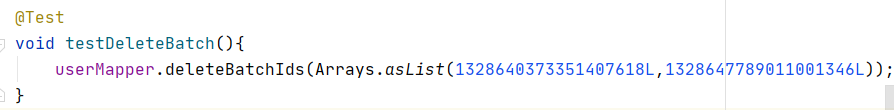 @Test
void testDeleteBatch(){
userMapper.deleteBatchIds(Arrays.asList(1328640373351407618L,1328647789011001346L));
}